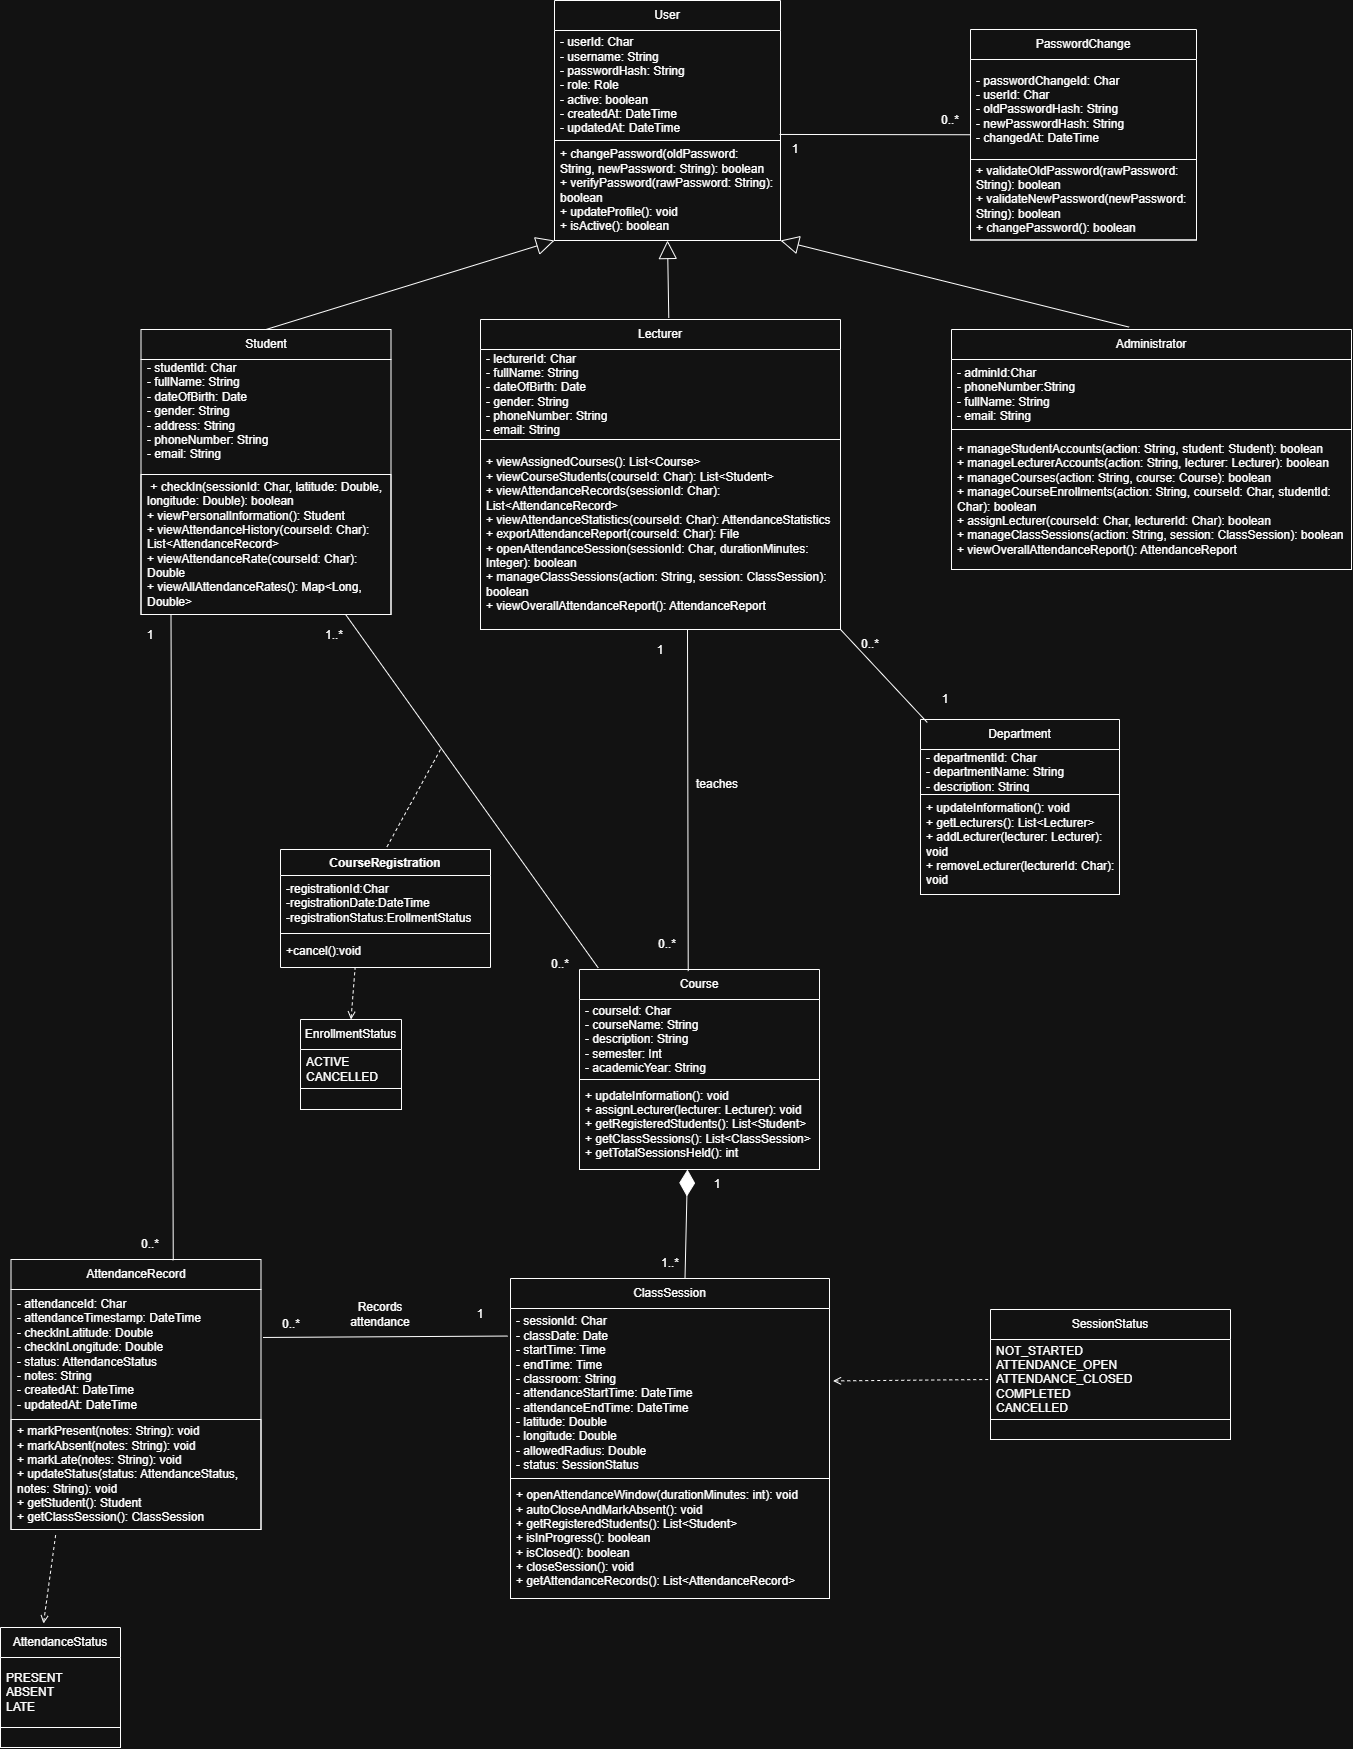 User
- userId: Char
- username: String
- passwordHash: String
- role: Role
- active: boolean
- createdAt: DateTime
- updatedAt: DateTime
+ changePassword(oldPassword:
String, newPassword: String): boolean
+ verifyPassword(rawPassword: String):
boolean
+ updateProfile(): void
+ isActive(): boolean
PasswordChange
- passwordChangeId: Char
- userId: Char
- oldPasswordHash: String
- newPasswordHash: String
- changedAt: DateTime
+ validateOldPassword(rawPassword:
String): boolean
+ validateNewPassword(newPassword:
String): boolean
+ changePassword(): boolean
0..*
1
Student
- studentId: Char
- fullName: String
- dateOfBirth: Date
- gender: String
- address: String
- phoneNumber: String
- email: String
+ checkIn(sessionId: Char, latitude: Double,
longitude: Double): boolean
+ viewPersonalInformation(): Student
+ viewAttendanceHistory(courseId: Char):
List<AttendanceRecord>
+ viewAttendanceRate(courseId: Char):
Double
+ viewAllAttendanceRates(): Map<Long,
Double>
Lecturer
- lecturerId: Char
- fullName: String
- dateOfBirth: Date
- gender: String
- phoneNumber: String
- email: String
+ viewAssignedCourses(): List<Course>
+ viewCourseStudents(courseId: Char): List<Student>
+ viewAttendanceRecords(sessionId: Char):
List<AttendanceRecord>
+ viewAttendanceStatistics(courseId: Char): AttendanceStatistics
+ exportAttendanceReport(courseId: Char): File
+ openAttendanceSession(sessionId: Char, durationMinutes:
Integer): boolean
+ manageClassSessions(action: String, session: ClassSession):
boolean
+ viewOverallAttendanceReport(): AttendanceReport
Administrator
- adminId:Char
- phoneNumber:String
- fullName: String
- email: String
+ manageStudentAccounts(action: String, student: Student): boolean
+ manageLecturerAccounts(action: String, lecturer: Lecturer): boolean
+ manageCourses(action: String, course: Course): boolean
+ manageCourseEnrollments(action: String, courseId: Char, studentId:
Char): boolean
+ assignLecturer(courseId: Char, lecturerId: Char): boolean
+ manageClassSessions(action: String, session: ClassSession): boolean
+ viewOverallAttendanceReport(): AttendanceReport
1
1..*
1
0..*
1
Department
- departmentId: Char
- departmentName: String
- description: String
+ updateInformation(): void
+ getLecturers(): List<Lecturer>
+ addLecturer(lecturer: Lecturer):
void
+ removeLecturer(lecturerId: Char):
void
teaches
CourseRegistration
-registrationId:Char
-registrationDate:DateTime
-registrationStatus:ErollmentStatus
+cancel():void
0..*
0..*
EnrollmentStatus
ACTIVE
CANCELLED
Course
- courseId: Char
- courseName: String
- description: String
- semester: Int
- academicYear: String
+ updateInformation(): void
+ assignLecturer(lecturer: Lecturer): void
+ getRegisteredStudents(): List<Student>
+ getClassSessions(): List<ClassSession>
+ getTotalSessionsHeld(): int
1
0..*
1..*
AttendanceRecord
- attendanceId: Char
- attendanceTimestamp: DateTime
- checkInLatitude: Double
- checkInLongitude: Double
- status: AttendanceStatus
- notes: String
- createdAt: DateTime
- updatedAt: DateTime
+ markPresent(notes: String): void
+ markAbsent(notes: String): void
+ markLate(notes: String): void
+ updateStatus(status: AttendanceStatus,
notes: String): void
+ getStudent(): Student
+ getClassSession(): ClassSession
Records
attendance
0..*
1
ClassSession
- sessionId: Char
- classDate: Date
- startTime: Time
- endTime: Time
- classroom: String
- attendanceStartTime: DateTime
- attendanceEndTime: DateTime
- latitude: Double
- longitude: Double
- allowedRadius: Double
- status: SessionStatus
+ openAttendanceWindow(durationMinutes: int): void
+ autoCloseAndMarkAbsent(): void
+ getRegisteredStudents(): List<Student>
+ isInProgress(): boolean
+ isClosed(): boolean
+ closeSession(): void
+ getAttendanceRecords(): List<AttendanceRecord>
SessionStatus
NOT_STARTED
ATTENDANCE_OPEN
ATTENDANCE_CLOSED
COMPLETED
CANCELLED
AttendanceStatus
PRESENT
ABSENT
LATE